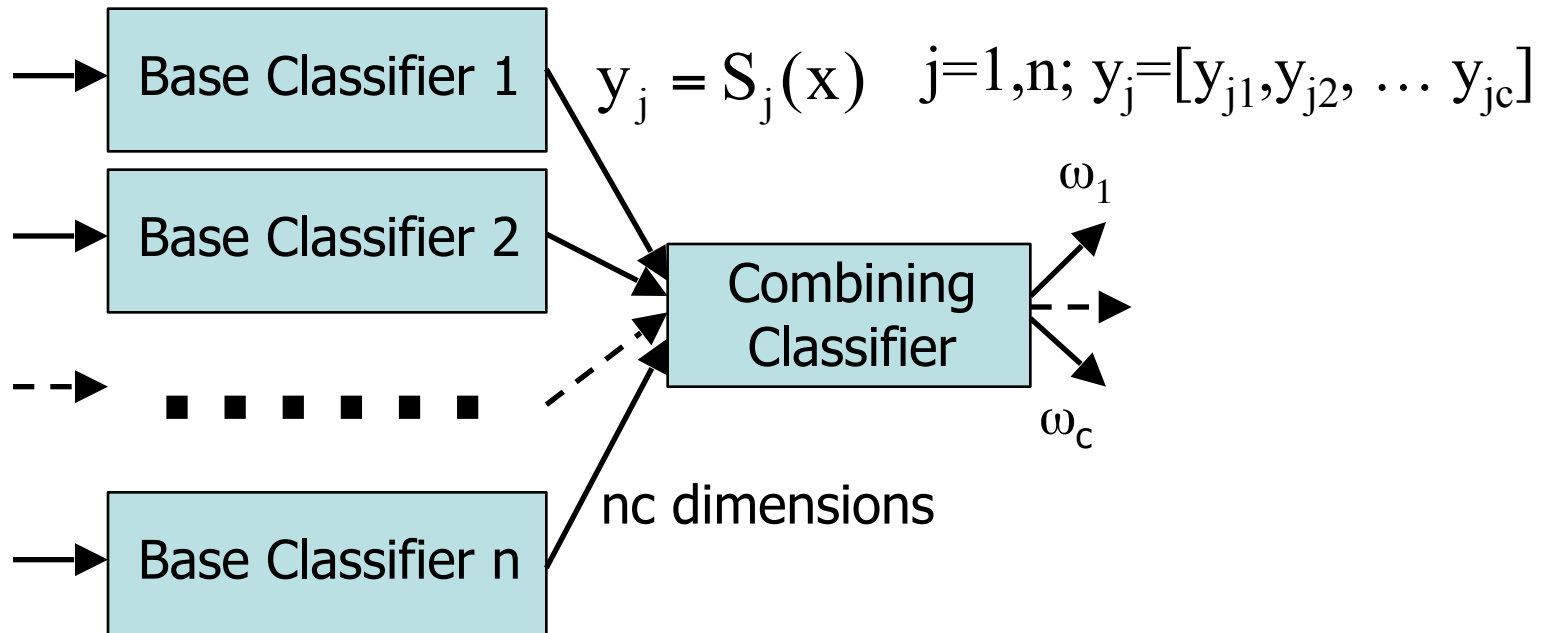 Base Classifier 1
y_j = S_j(x) j=1,n; y_j=[y_j1,y_j2, … y_jc]
Base Classifier 2
ω_1
Combining
Classifier
ω_c
nc dimensions
Base Classifier n